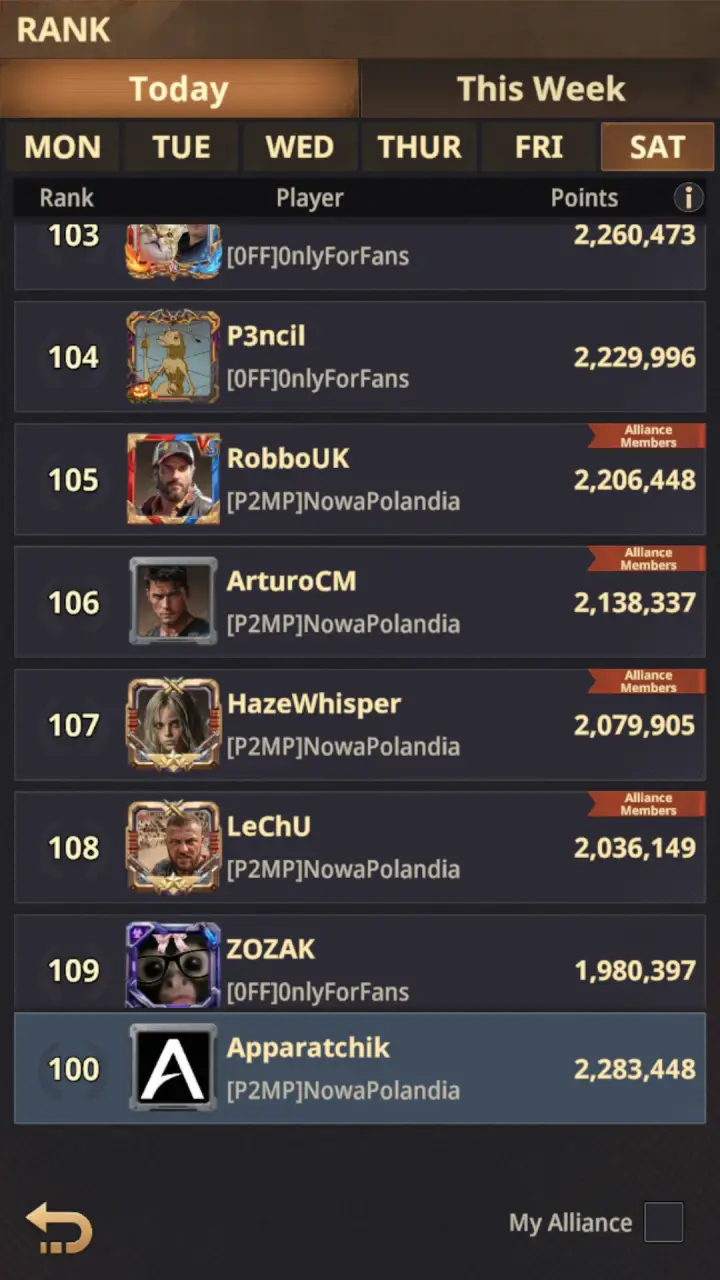 RANK
Today
This Week
MON TUE WED THUR FRI SAT
Rank Player Points
103
2,260,473
[0FF]0nlyForFans
P3ncil
104
2,229,996
[0FF]0nlyForFans
Alliance
Members
RobboUK
105
2,206,448
[P2MP]NowaPolandia
Alliance
Members
ArturoCM
106
2,138,337
[P2MP]NowaPolandia
Alliance
Members
HazeWhisper
107
2,079,905
[P2MP]NowaPolandia
Alliance
Members
LeChU
108
2,036,149
[P2MP]NowaPolandia
ZOZAK
109
1,980,397
[0FF]0nlyForFans
Apparatchik
100
2,283,448
[P2MP]NowaPolandia
My Alliance